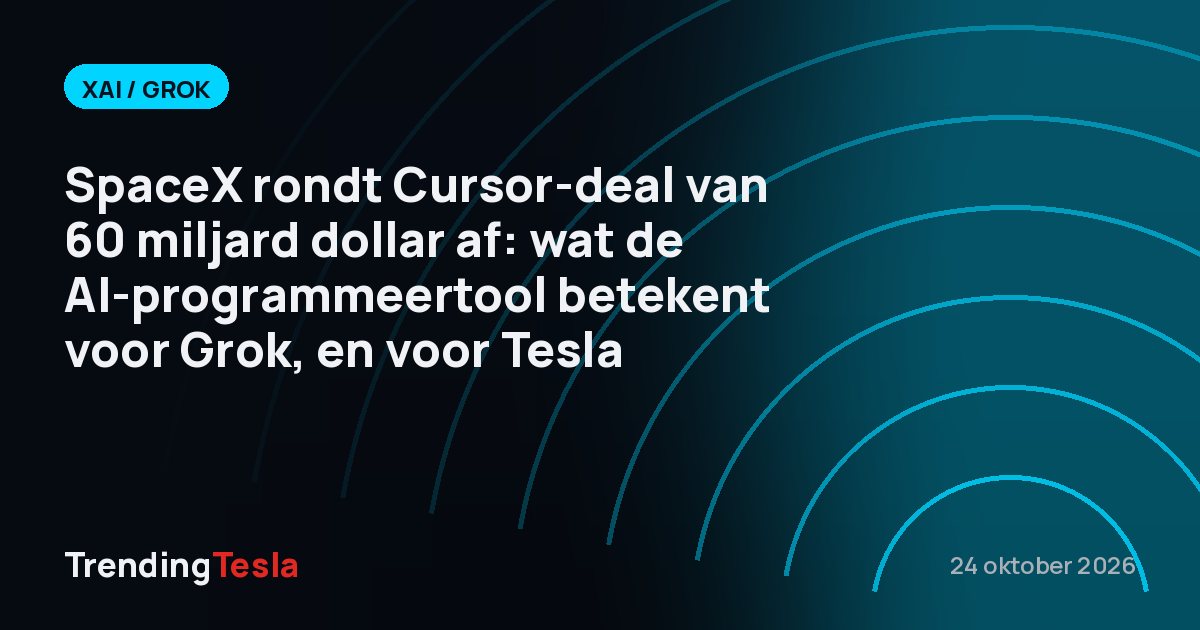 XAI / GROK
SpaceX rondt Cursor-deal van
60 miljard dollar af: wat de
AI-programmeertool betekent
voor Grok, en voor Tesla
TrendingTesla
24 oktober 2026